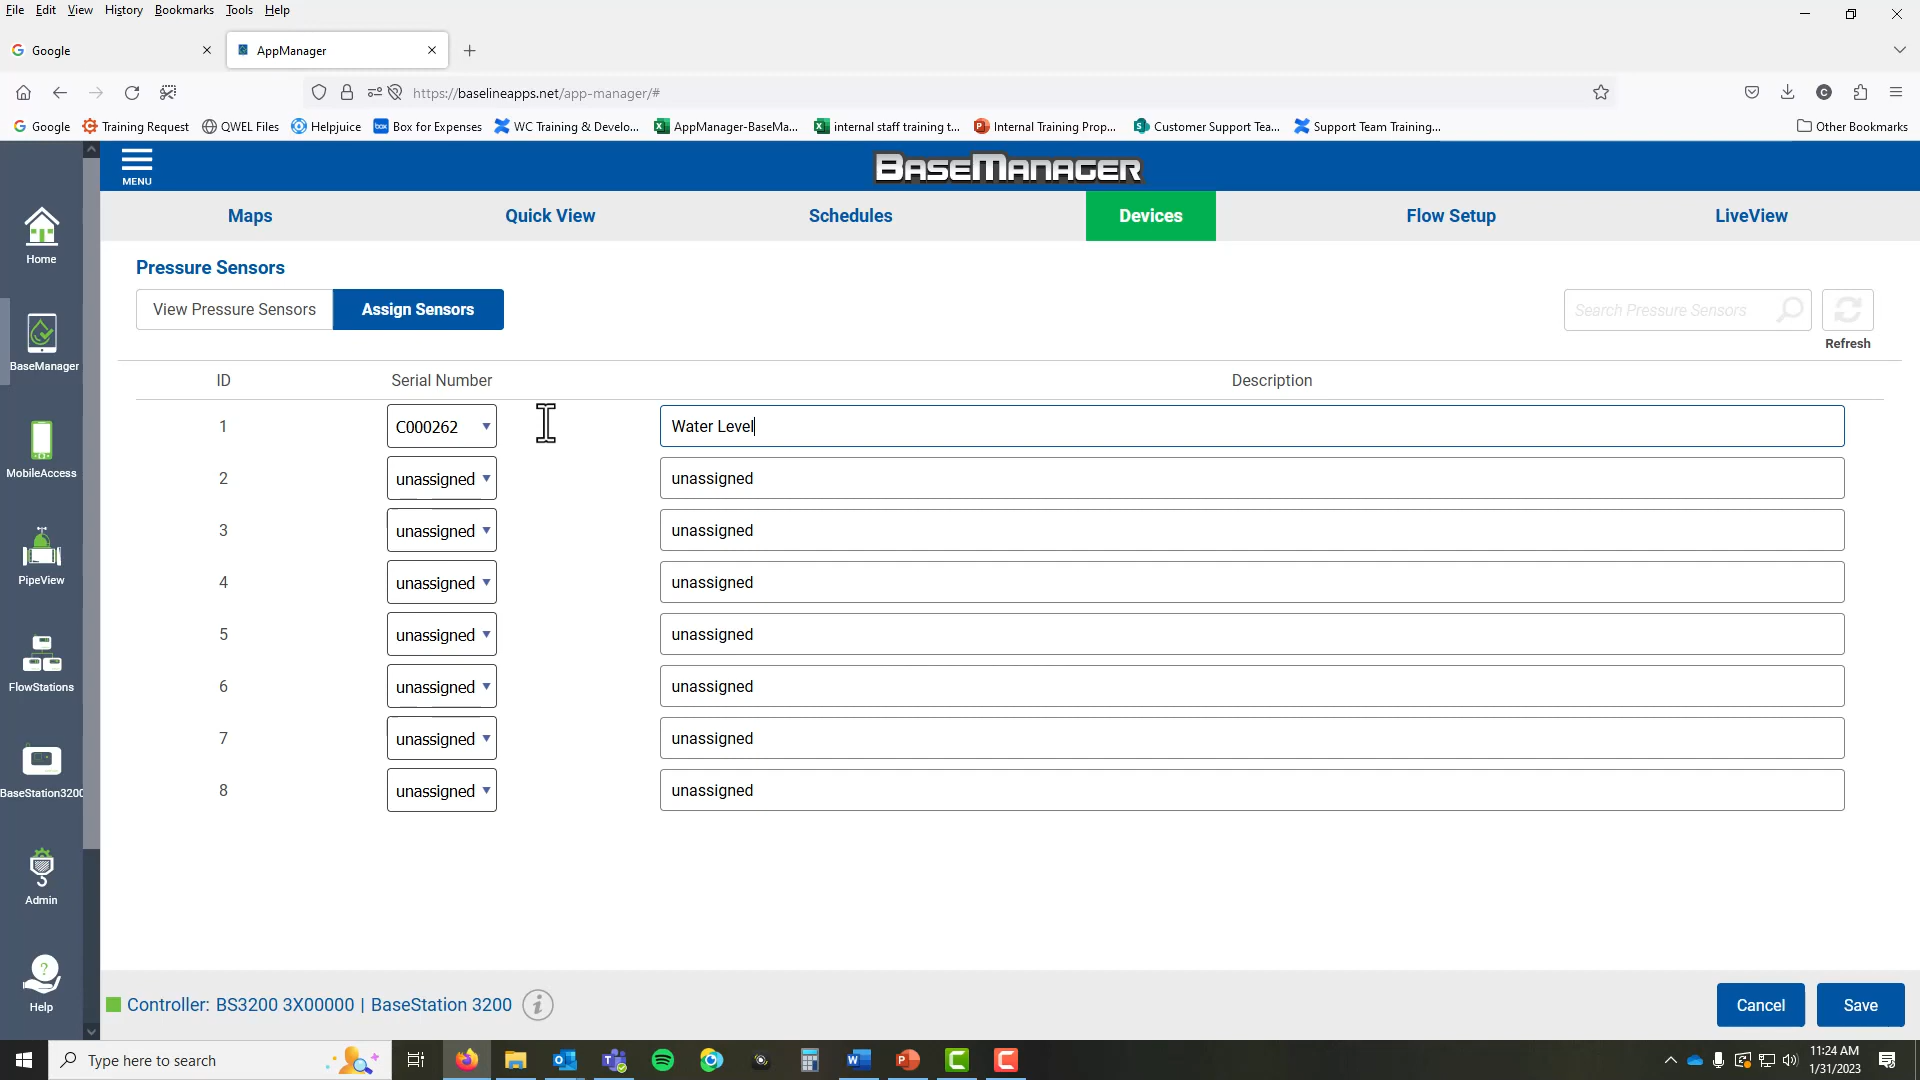 File Edit View History Bookmarks Tools Help
Google
AppManager
https://baselineapps.net/app-manager/#
Google
Training Request
QWEL Files
Helpjuice
Box for Expenses
WC Training & Develo...
AppManager-BaseMa...
internal staff training t...
Internal Training Prop...
Customer Support Tea...
Support Team Training...
Other Bookmarks
MENU
BASEMANAGER
Maps
Quick View
Schedules
Devices
Flow Setup
LiveView
Home
BaseManager
MobileAccess
PipeView
FlowStations
BaseStation3200
Admin
Help
Pressure Sensors
View Pressure Sensors
Assign Sensors
Search Pressure Sensors
Refresh
ID Serial Number Description
1 C000262 Water Level
2 unassigned unassigned
3 unassigned unassigned
4 unassigned unassigned
5 unassigned unassigned
6 unassigned unassigned
7 unassigned unassigned
8 unassigned unassigned
Controller: BS3200 3X00000 | BaseStation 3200
Cancel
Save
Type here to search
11:24 AM
1/31/2023